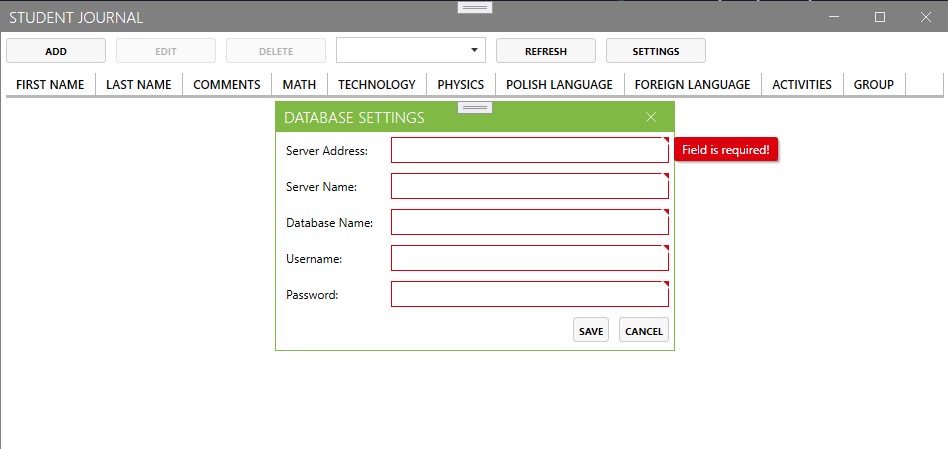 STUDENT JOURNAL
ADD EDIT DELETE REFRESH SETTINGS
FIRST NAME LAST NAME COMMENTS MATH TECHNOLOGY PHYSICS POLISH LANGUAGE FOREIGN LANGUAGE ACTIVITIES GROUP
DATABASE SETTINGS
Server Address: Field is required!
Server Name:
Database Name:
Username:
Password:
SAVE CANCEL